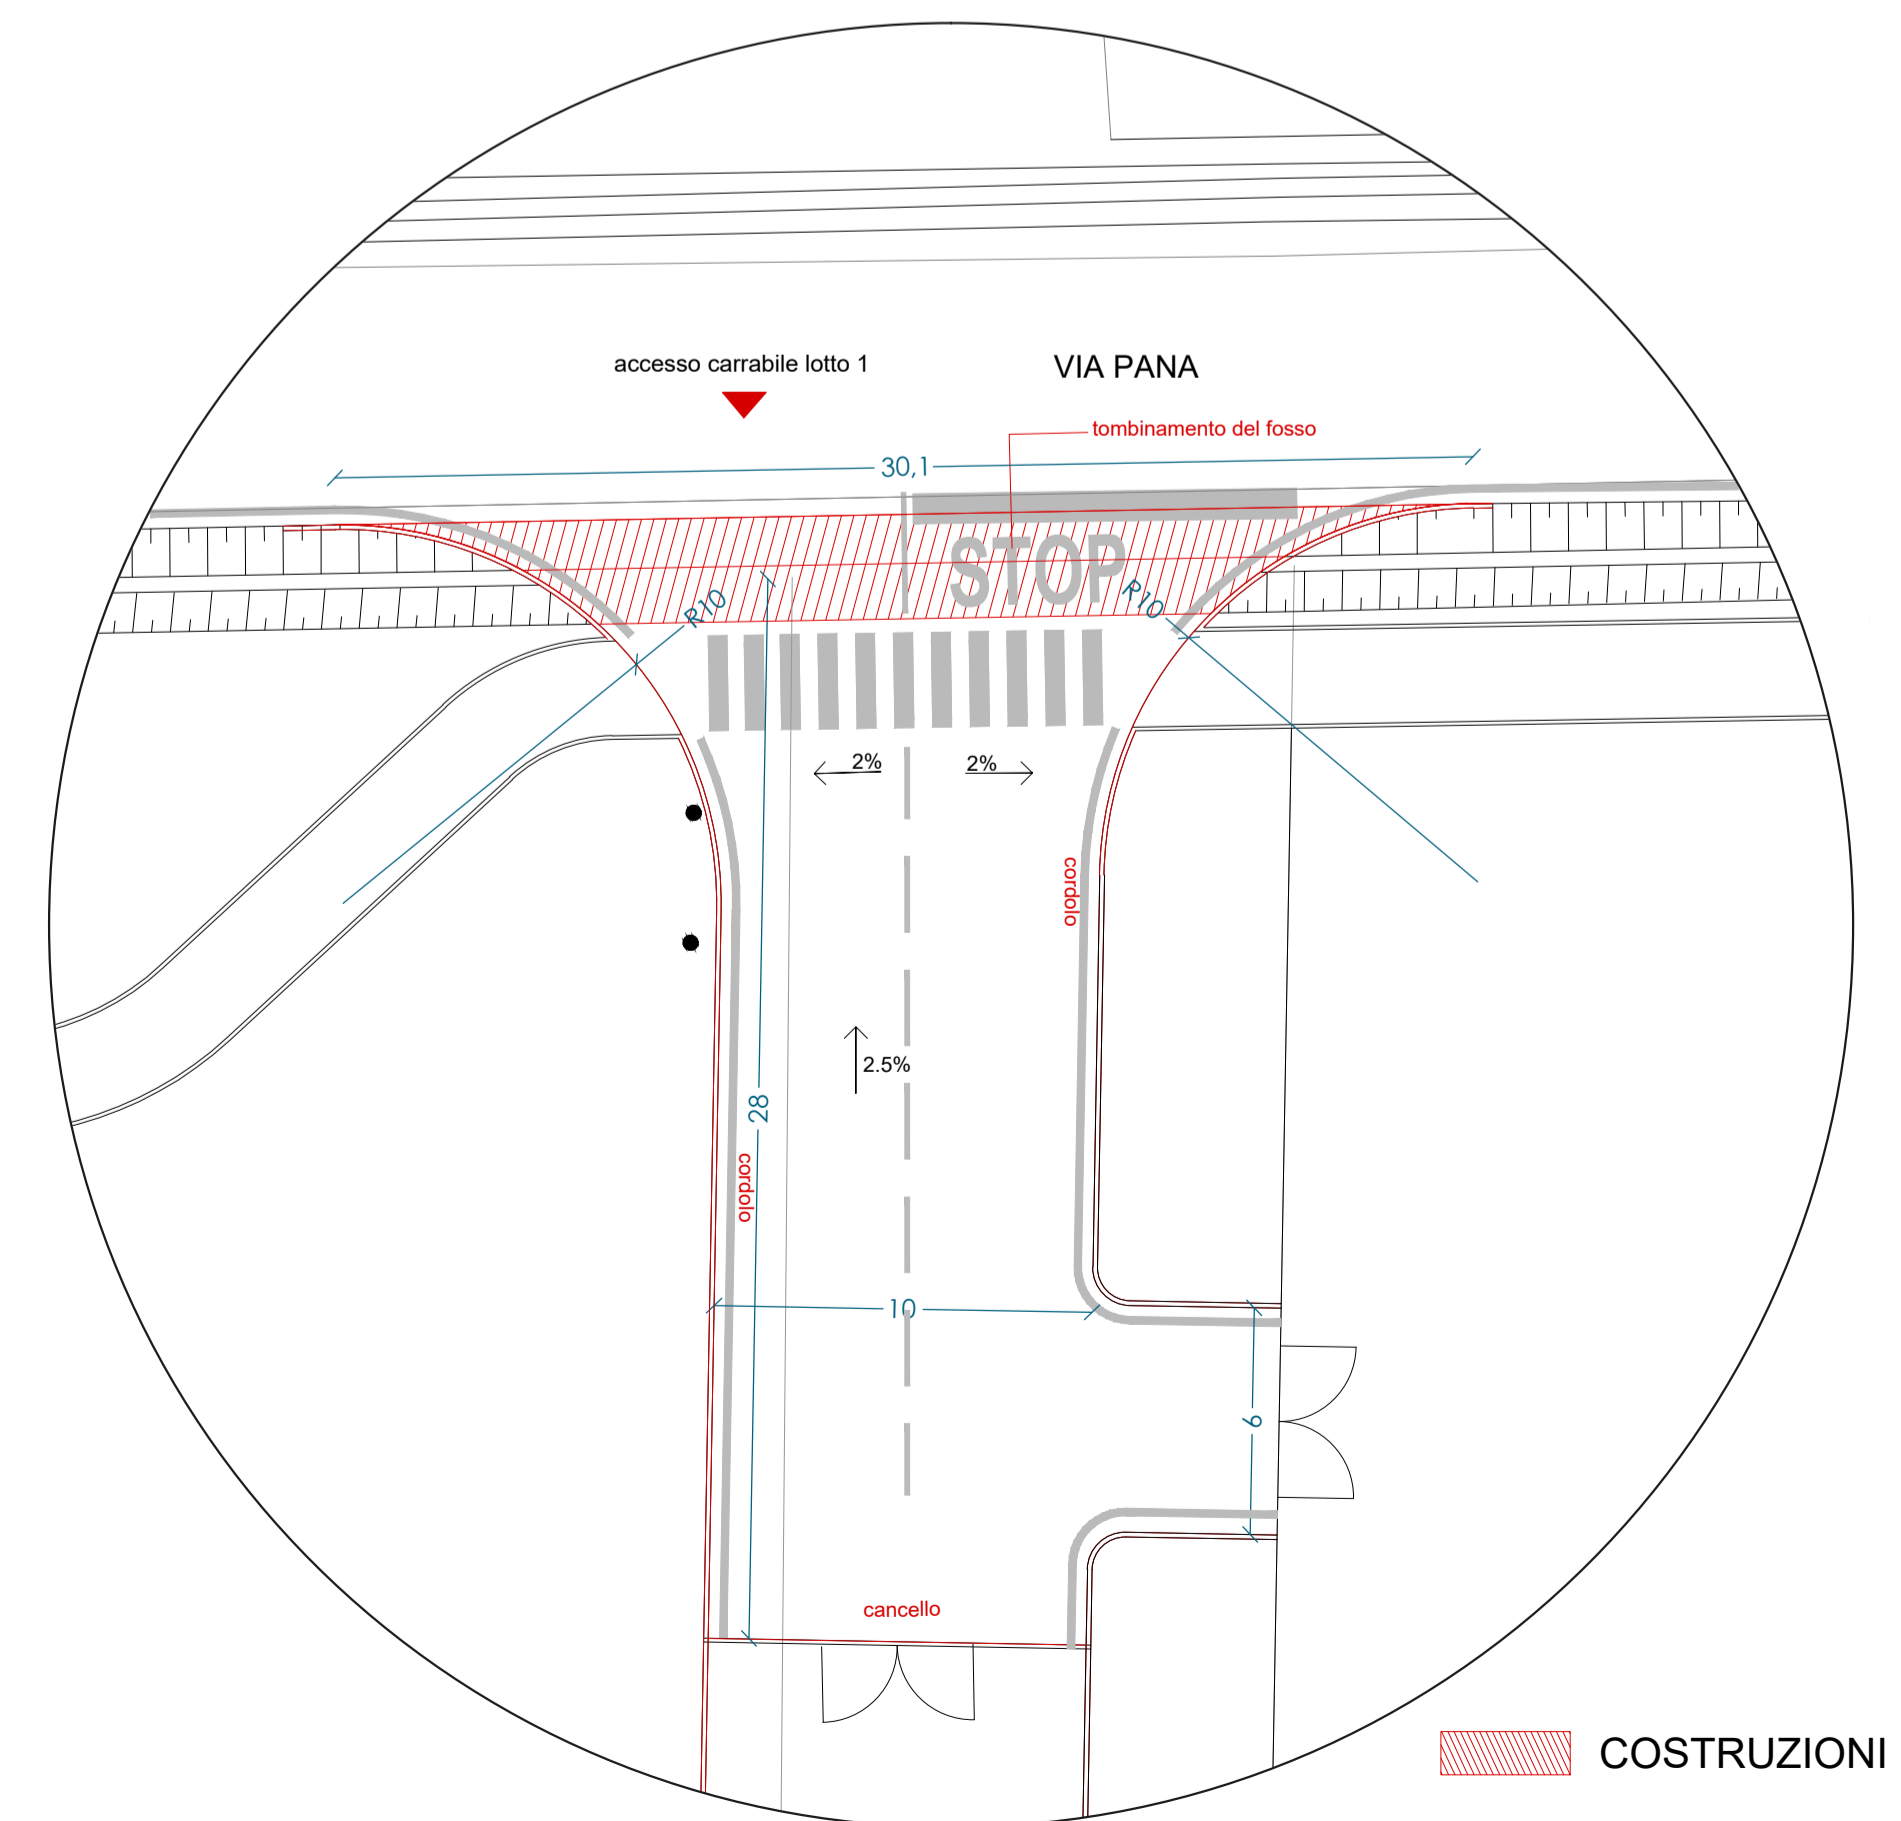 accesso carrabile lotto 1
VIA PANA
tombinamento del fosso
30,1
STOP
R10
R10
2%
2%
cordolo
2.5%
28
cordolo
10
6
cancello
COSTRUZIONI